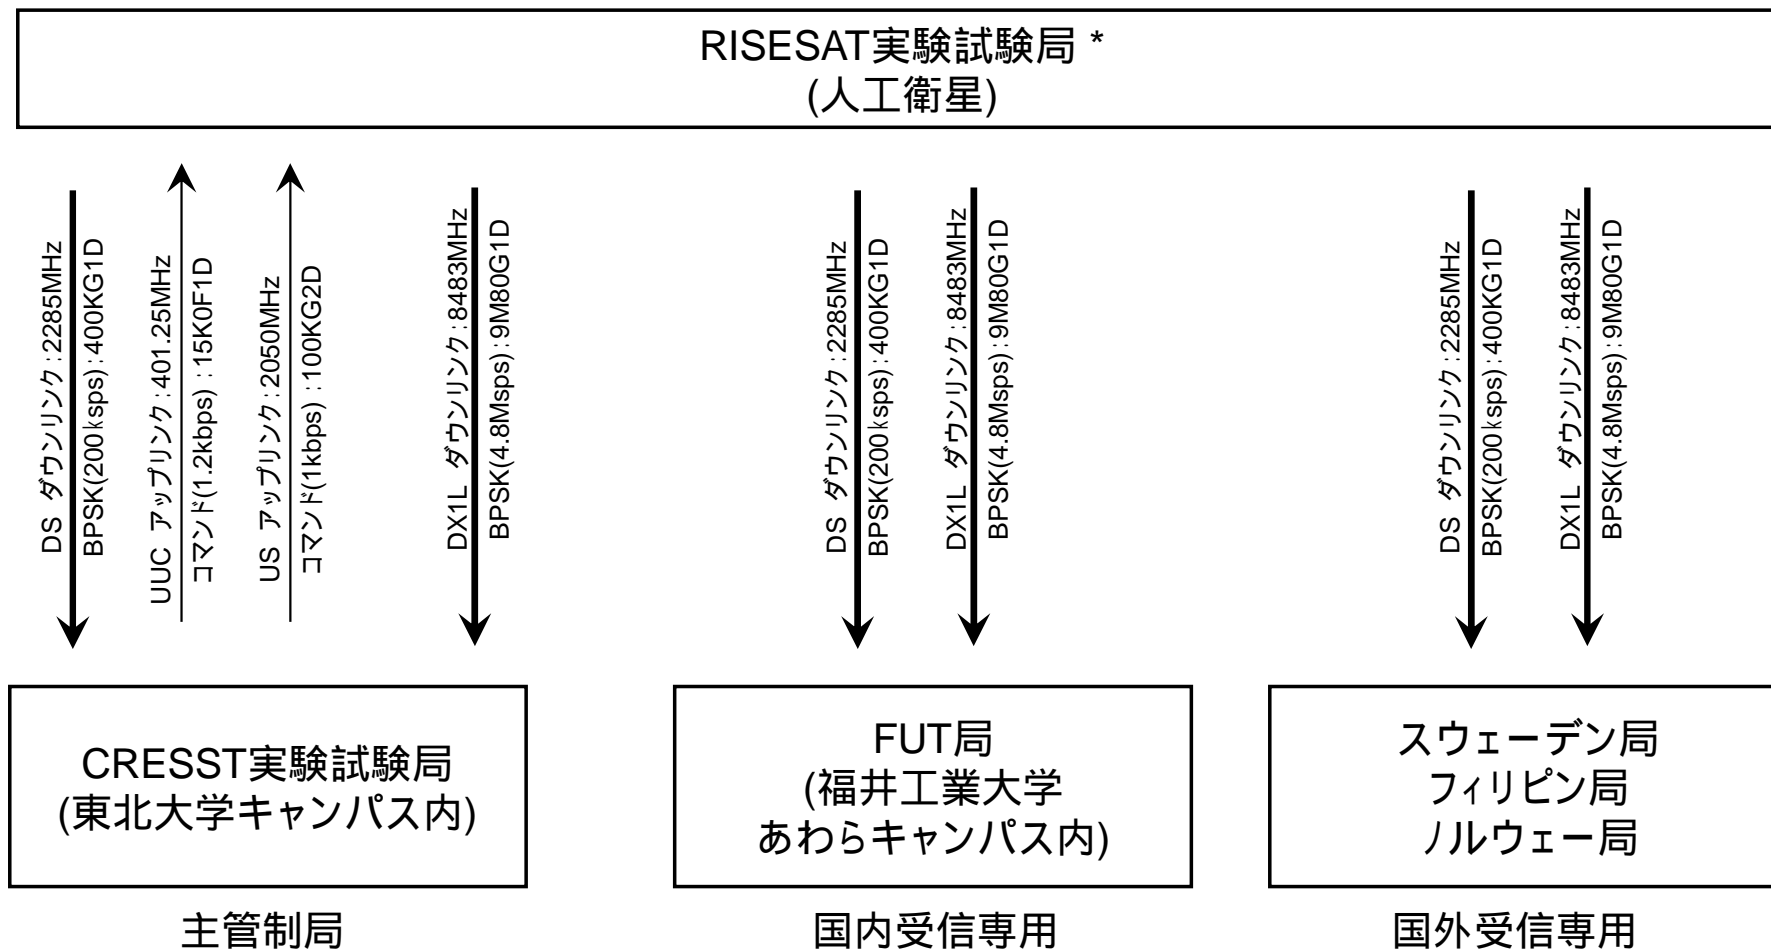 RISESAT実験試験局 *
(人工衛星)
DS ダウンリンク:2285MHz
BPSK(200ksps):400KG1D
UUC アップリンク:401.25MHz
コマンド(1.2kbps):15K0F1D
US アップリンク:2050MHz
コマンド(1kbps):100KG2D
DX1L ダウンリンク:8483MHz
BPSK(4.8Msps):9M80G1D
DS ダウンリンク:2285MHz
BPSK(200ksps):400KG1D
DX1L ダウンリンク:8483MHz
BPSK(4.8Msps):9M80G1D
DS ダウンリンク:2285MHz
BPSK(200ksps):400KG1D
DX1L ダウンリンク:8483MHz
BPSK(4.8Msps):9M80G1D
CRESST実験試験局
(東北大学キャンパス内)
FUT局
(福井工業大学
あわらキャンパス内)
スウェーデン局
フィリピン局
ノルウェー局
主管制局
国内受信専用
国外受信専用